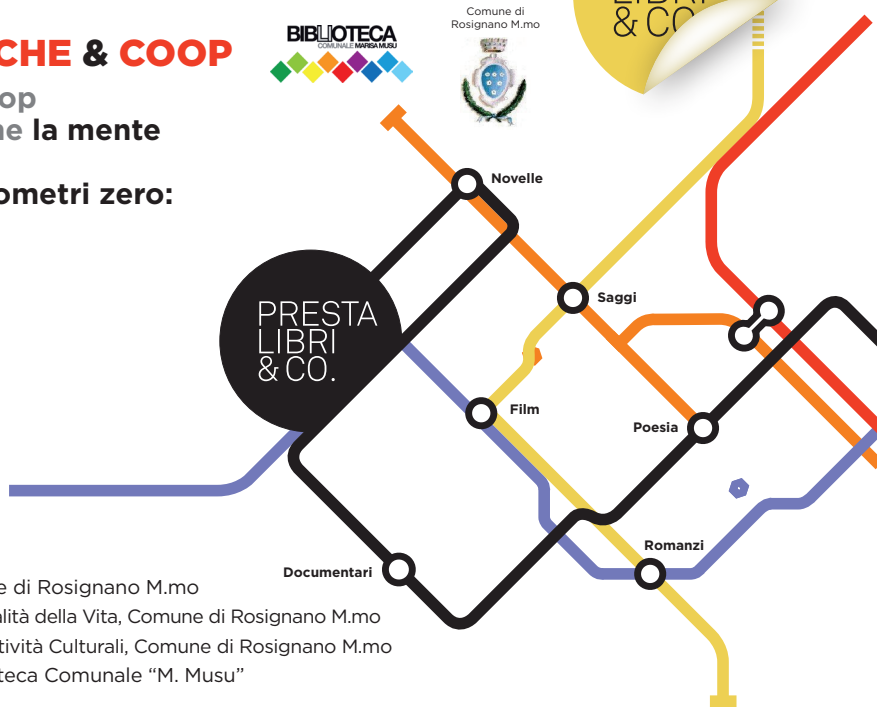 CHE & COOP
op
ne la mente
ometri zero:
BIBLIOTECA
COMUNALE MARISA MUSU
Comune di
Rosignano M.mo
LIBRI
& CO.
Novelle
Saggi
PRESTA
LIBRI
& CO.
Film
Poesia
Romanzi
Documentari
e di Rosignano M.mo
alità della Vita, Comune di Rosignano M.mo
tività Culturali, Comune di Rosignano M.mo
teca Comunale “M. Musu”